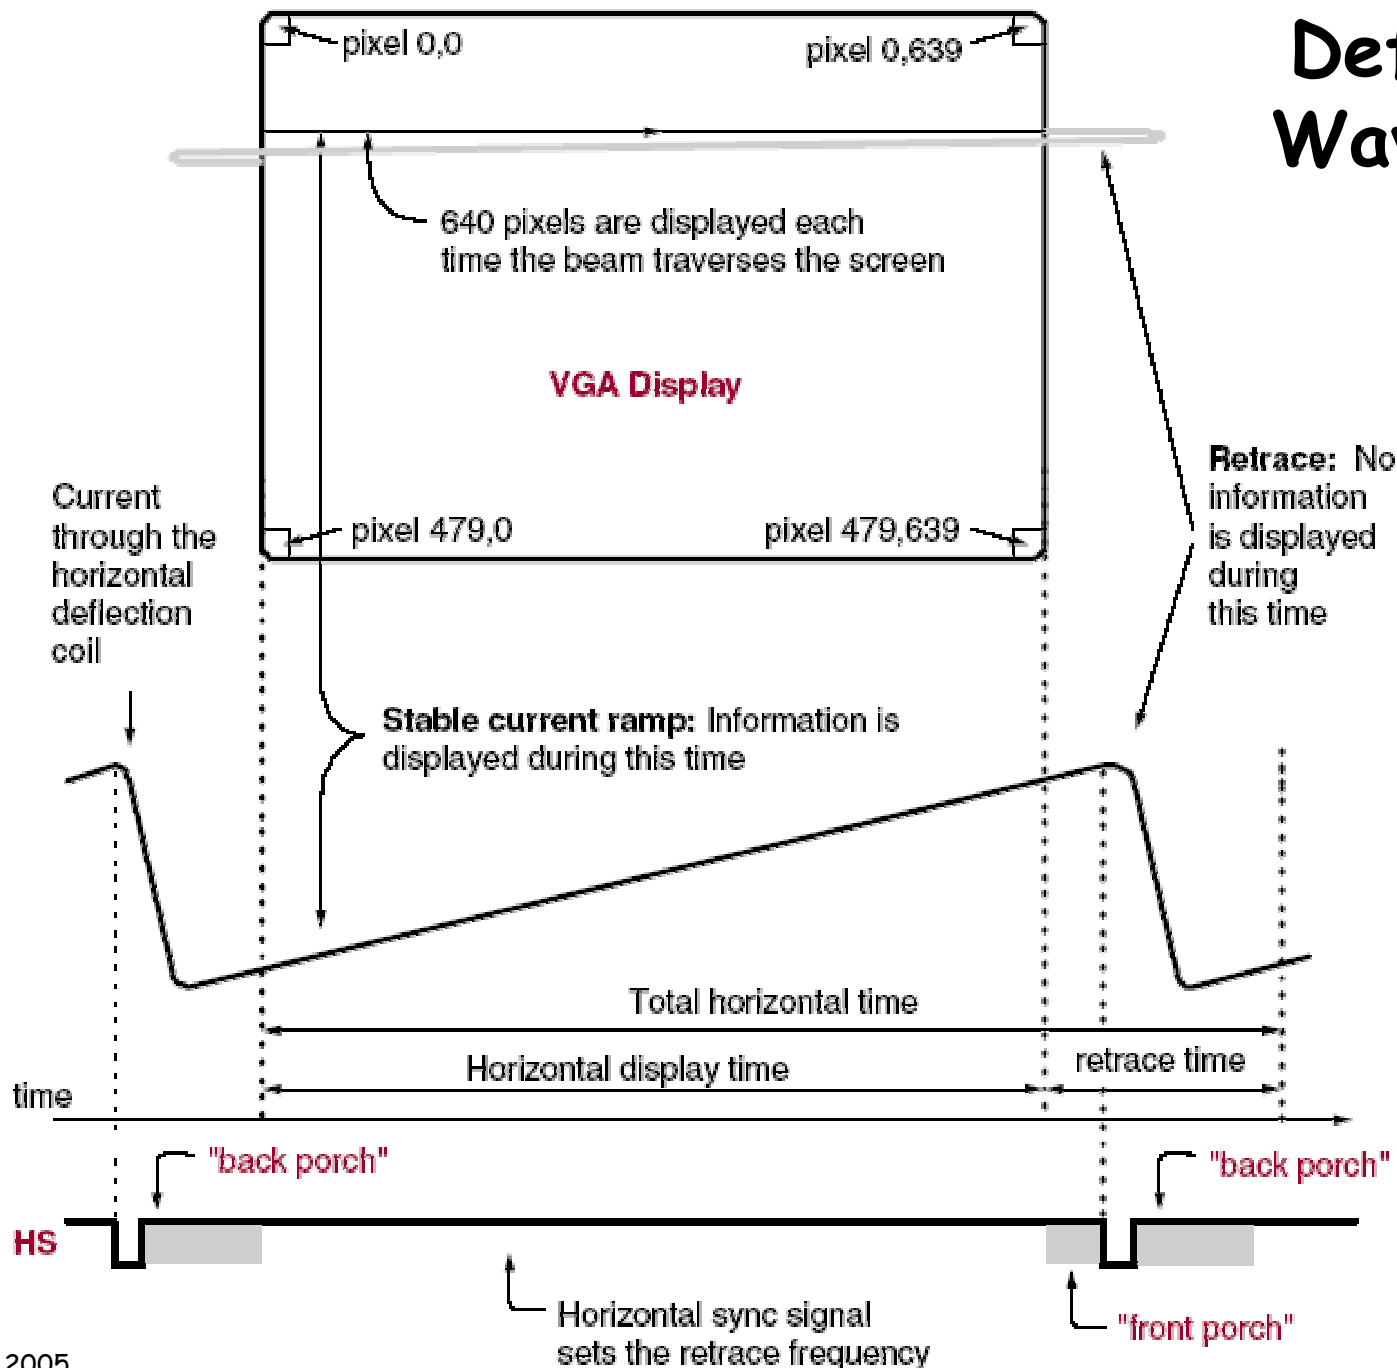 pixel 0,0
pixel 0,639
640 pixels are displayed each
time the beam traverses the screen
VGA Display
Retrace: No
information
is displayed
during
this time
Current
through the
horizontal
deflection
coil
pixel 479,0
pixel 479,639
Stable current ramp: Information is
displayed during this time
Total horizontal time
Horizontal display time
retrace time
time
"back porch"
"back porch"
HS
Horizontal sync signal
sets the retrace frequency
"front porch"
2005